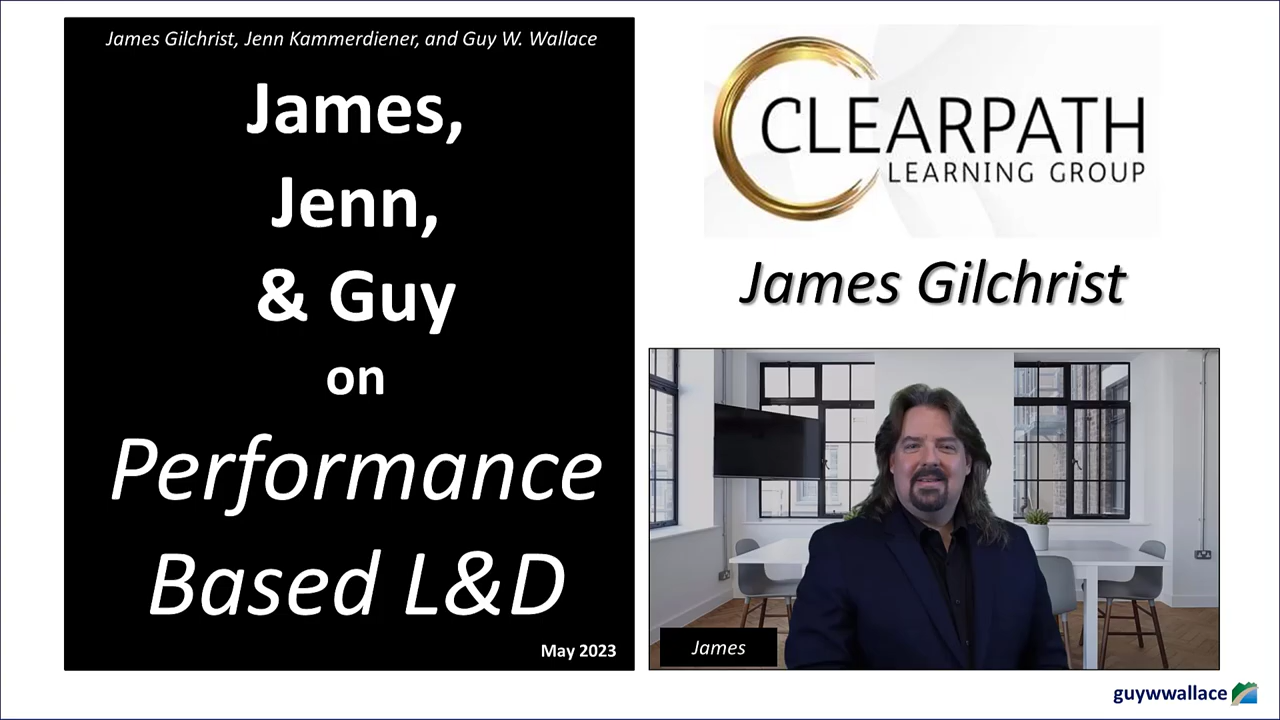 James Gilchrist, Jenn Kammerdiener, and Guy W. Wallace
James,
Jenn,
& Guy
on
Performance
Based L&D
May 2023
CLEARPATH
LEARNING GROUP
James Gilchrist
James
guywwallace